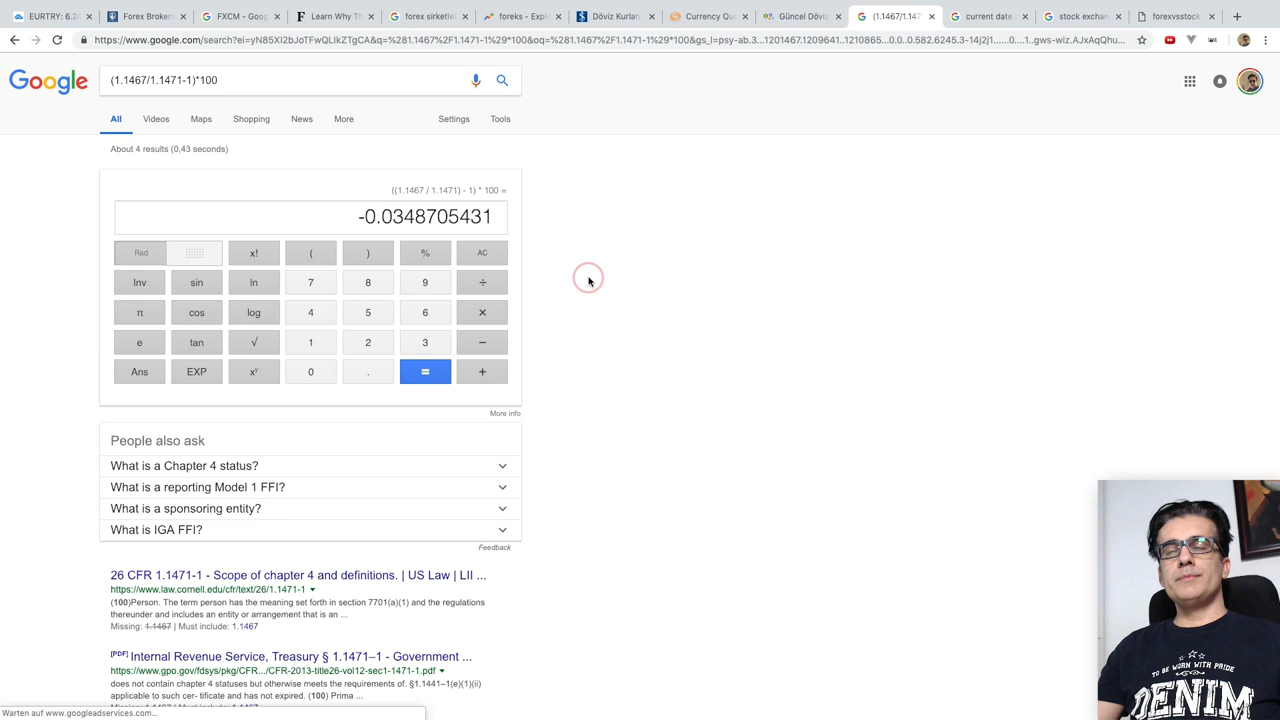 EURTRY: 6.24
Forex Broker
FXCM - Goog
Learn Why Th
forex sirketle
foreks - Explo
Döviz Kurları
Currency Quo
Güncel Döviz
(1.1467/1.147
current date a
stock exchan
forexvsstock
https://www.google.com/search?ei=yN85XI2bJoTFwQLIkZTgCA&q=%281.1467%2F1.1471-1%29*100&oq=%281.1467%2F1.1471-1%29*100&gs_l=psy-ab.3...1201467.1209641..1210865...0.0..0.582.6245.3-14j2j1......0....1..gws-wiz.AJxAqQhu...
Google
(1.1467/1.1471-1)*100
All Videos Maps Shopping News More Settings Tools
About 4 results (0,43 seconds)
((1.1467 / 1.1471) - 1) * 100 =
-0.0348705431
Rad x! ( ) % AC
Inv sin ln 7 8 9 ÷
π cos log 4 5 6 ×
e tan √ 1 2 3 −
Ans EXP xʸ 0 . = +
More info
People also ask
What is a Chapter 4 status?
What is a reporting Model 1 FFI?
What is a sponsoring entity?
What is IGA FFI?
Feedback
26 CFR 1.1471-1 - Scope of chapter 4 and definitions. | US Law | LII ...
https://www.law.cornell.edu/cfr/text/26/1.1471-1
(100)Person. The term person has the meaning set forth in section 7701(a)(1) and the regulations
thereunder and includes an entity or arrangement that is an ...
Missing: 1.1467 | Must include: 1.1467
[PDF] Internal Revenue Service, Treasury § 1.1471–1 - Government ...
https://www.gpo.gov/fdsys/pkg/CFR.../CFR-2013-title26-vol12-sec1-1471-1.pdf
does not contain chapter 4 statuses but otherwise meets the requirements of. §1.1441–1(e)(1)(ii)
applicable to such cer- tificate and has not expired. (100) Prima ...
Warten auf www.googleadservices.com...
TO BE WORN WITH PRIDE
DENIM